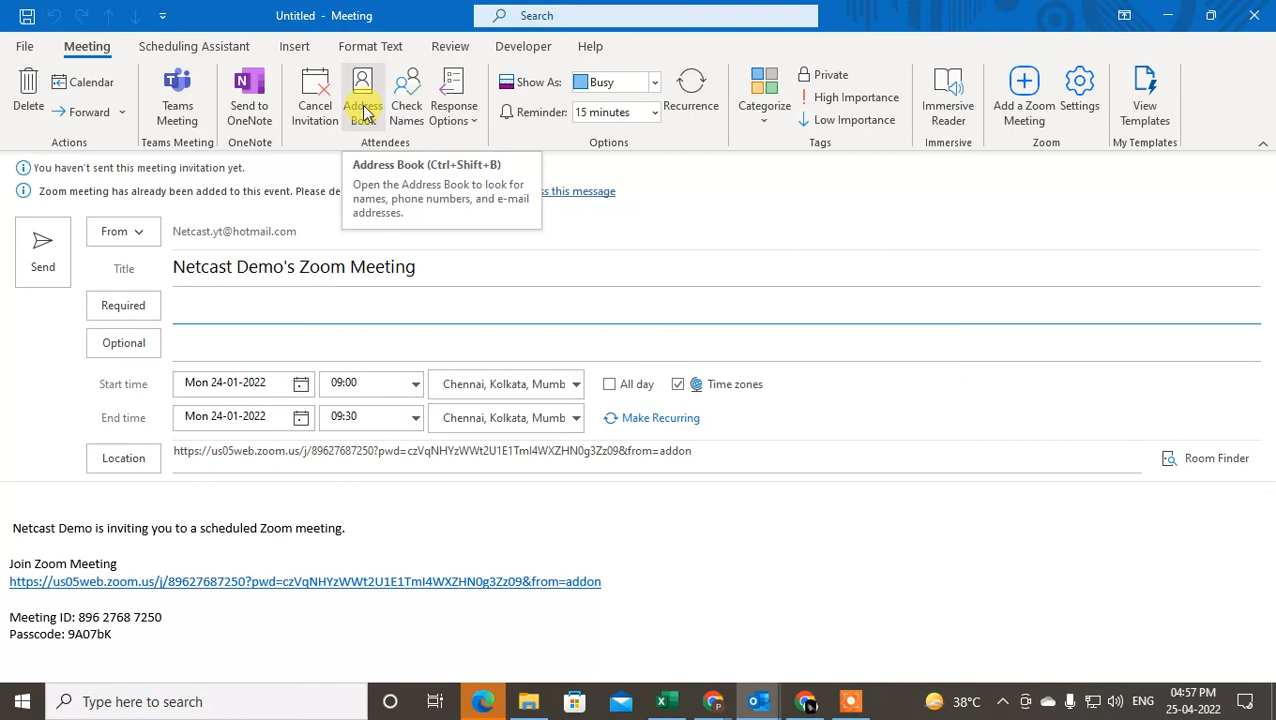 Untitled - Meeting
Search
File Meeting Scheduling Assistant Insert Format Text Review Developer Help
Delete
Calendar
Forward
Teams Meeting
Send to OneNote
Cancel Invitation
Address Book
Check Names
Response Options
Show As: Busy
Reminder: 15 minutes
Recurrence
Categorize
Private
High Importance
Low Importance
Immersive Reader
Add a Zoom Meeting
Settings
View Templates
Actions Teams Meeting OneNote Attendees Options Tags Immersive Zoom My Templates
Address Book (Ctrl+Shift+B)
Open the Address Book to look for
names, phone numbers, and e-mail
addresses.
You haven't sent this meeting invitation yet.
Zoom meeting has already been added to this event. Please de s this message
Send
From Netcast.yt@hotmail.com
Title Netcast Demo's Zoom Meeting
Required
Optional
Start time Mon 24-01-2022 09:00 Chennai, Kolkata, Mumb All day Time zones
End time Mon 24-01-2022 09:30 Chennai, Kolkata, Mumb Make Recurring
Location https://us05web.zoom.us/j/89627687250?pwd=czVqNHYzWWt2U1E1TmI4WXZHN0g3Zz09&from=addon Room Finder
Netcast Demo is inviting you to a scheduled Zoom meeting.
Join Zoom Meeting
https://us05web.zoom.us/j/89627687250?pwd=czVqNHYzWWt2U1E1TmI4WXZHN0g3Zz09&from=addon
Meeting ID: 896 2768 7250
Passcode: 9A07bK
Type here to search
38°C
ENG
04:57 PM
25-04-2022